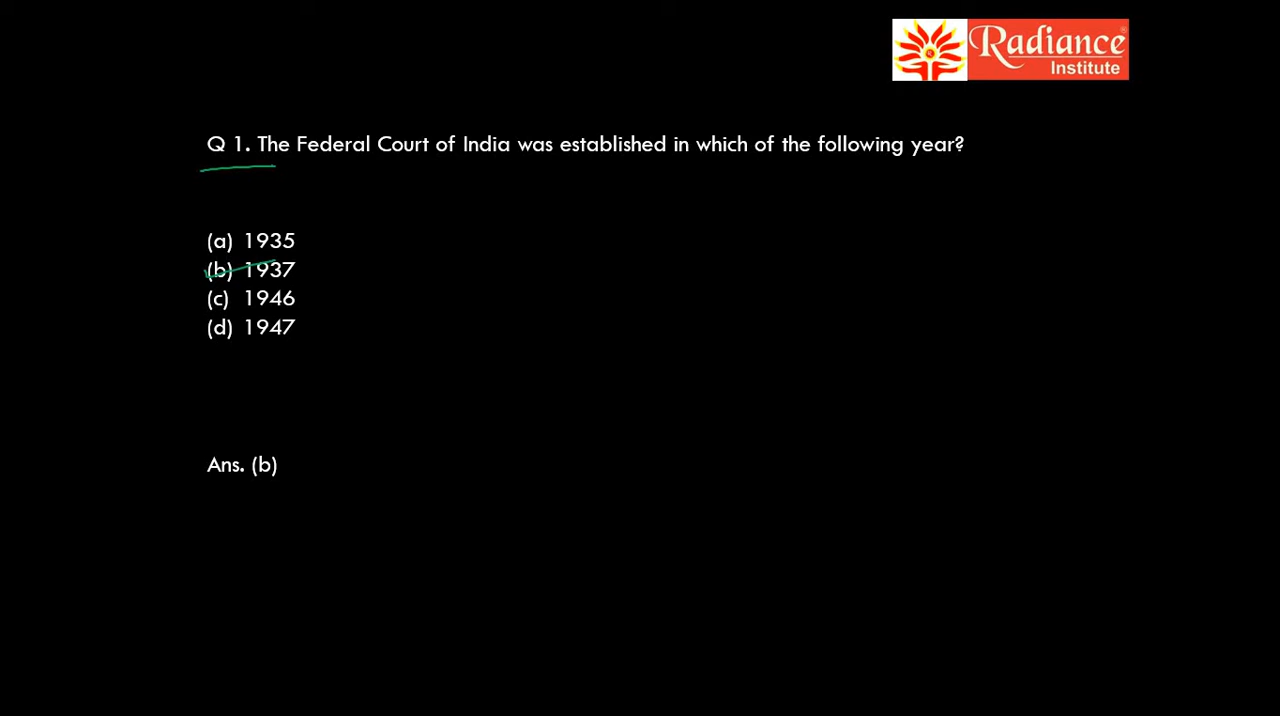 Radiance
Institute
Q 1. The Federal Court of India was established in which of the following year?
(a) 1935
(b) 1937
(c) 1946
(d) 1947
Ans. (b)